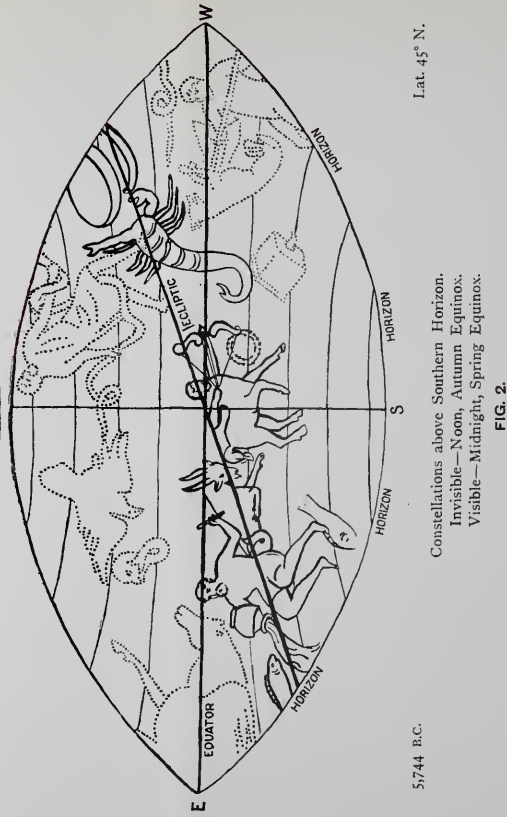 W
HORIZON
ECLIPTIC
HORIZON
S
HORIZON
HORIZON
EQUATOR
E
5,744 B.C.
Lat. 45° N.
Constellations above Southern Horizon.
Invisible—Noon, Autumn Equinox.
Visible—Midnight, Spring Equinox.
FIG. 2.